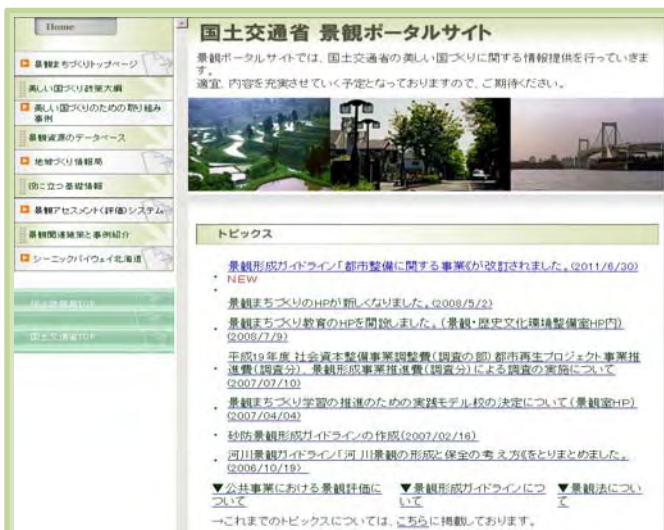 Home
景観まちづくりトップページ
美しい国づくり政策大綱
美しい国づくりのための取り組み
事例
景観資源のデータベース
地域づくり情報局
役に立つ基礎情報
景観アセスメント(評価)システム
景観関連施策と事例紹介
シーニックバイウェイ北海道
国土交通省TOP
国土交通省 景観ポータルサイト
景観ポータルサイトでは、国土交通省の美しい国づくりに関する情報提供を行っていきま
す。
適宜、内容を充実させていく予定となっておりますので、ご期待ください。
トピックス
・ 景観形成ガイドライン「都市整備に関する事業《が改訂されました。(2011/6/30)
NEW
・
・ 景観まちづくりのHPが新しくなりました。(2008/5/2)
・ 景観まちづくり教育のHPを開設しました。(景観・歴史文化環境整備室HP内)
(2008/7/9)
・ 平成19年度 社会資本整備事業調整費(調査の部) 都市再生プロジェクト事業推
進費(調査分)、景観形成事業推進費(調査分)による調査の実施について
(2007/07/10)
・ 景観まちづくり学習の推進のための実践モデル校の決定について(景観室HP)
(2007/04/04)
・ 砂防景観形成ガイドラインの作成(2007/02/16)
・ 河川景観ガイドライン「河 川景観の形成と保全の考 え方《をとりまとめました。
(2006/10/19)
▼公共事業における景観評価に
ついて
▼景観形成ガイドラインにつ
いて
▼景観法につい
て
→これまでのトピックスについては、こちらに掲載しております。